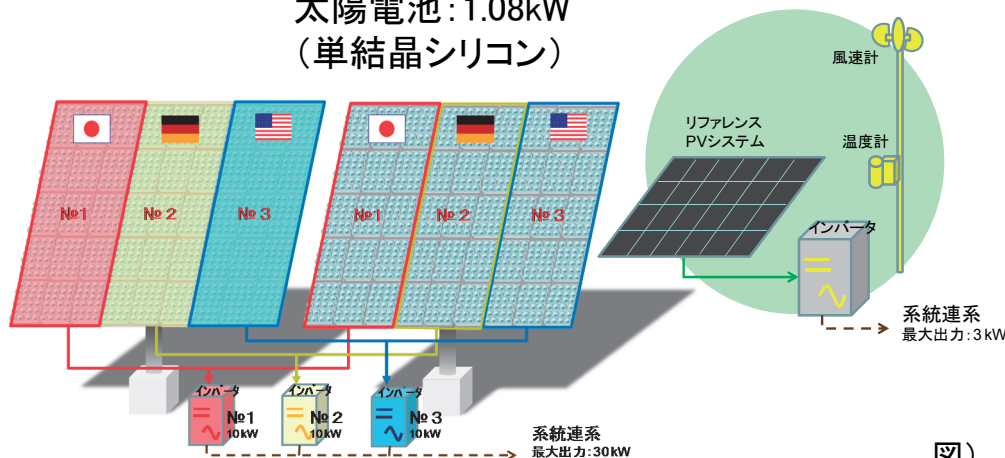 太陽電池：1.08kW
（単結晶シリコン）
風速計
リファレンス
PVシステム
温度計
№1
№2
№3
№1
№2
№3
インバータ
系統連系
最大出力：3kW
インバータ
№1
10kW
インバータ
№2
10kW
インバータ
№3
10kW
系統連系
最大出力：30kW
図）